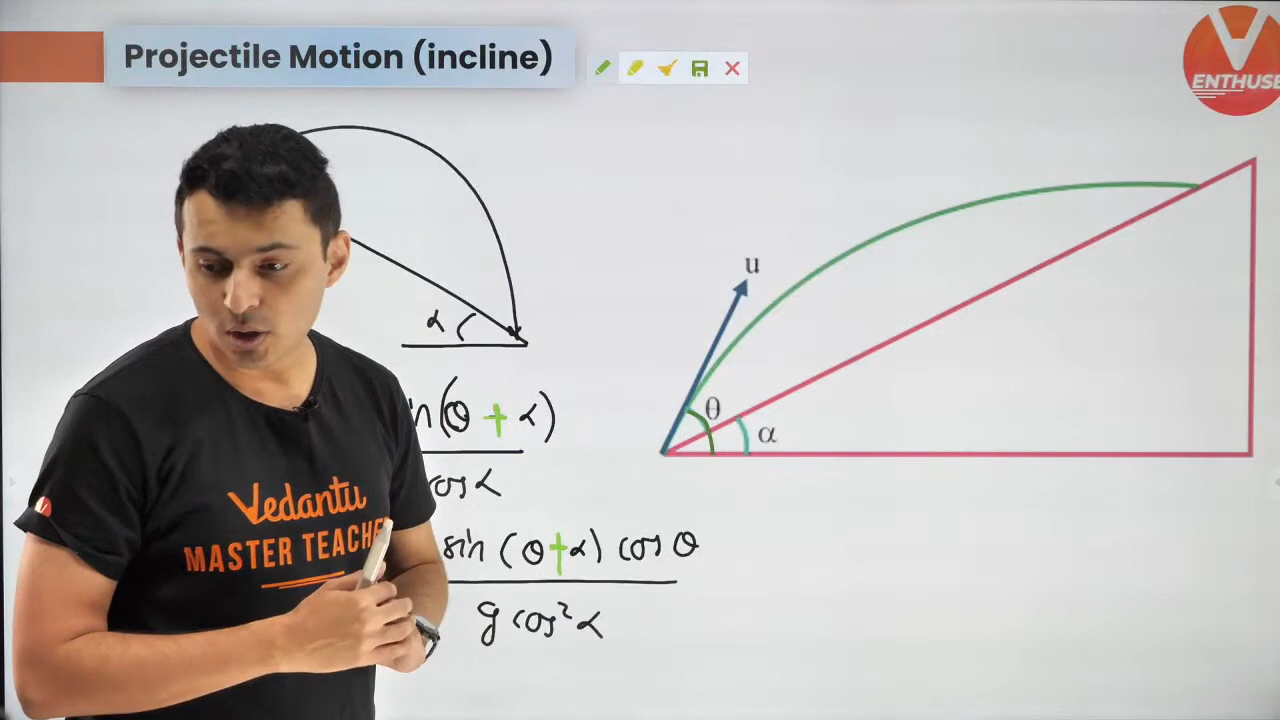 Projectile Motion (incline)
ENTHUSE
u
θ
α
α
(θ + α)
cos α
sin (θ + α) cos θ
g cos² α
Vedantu
MASTER TEACHE